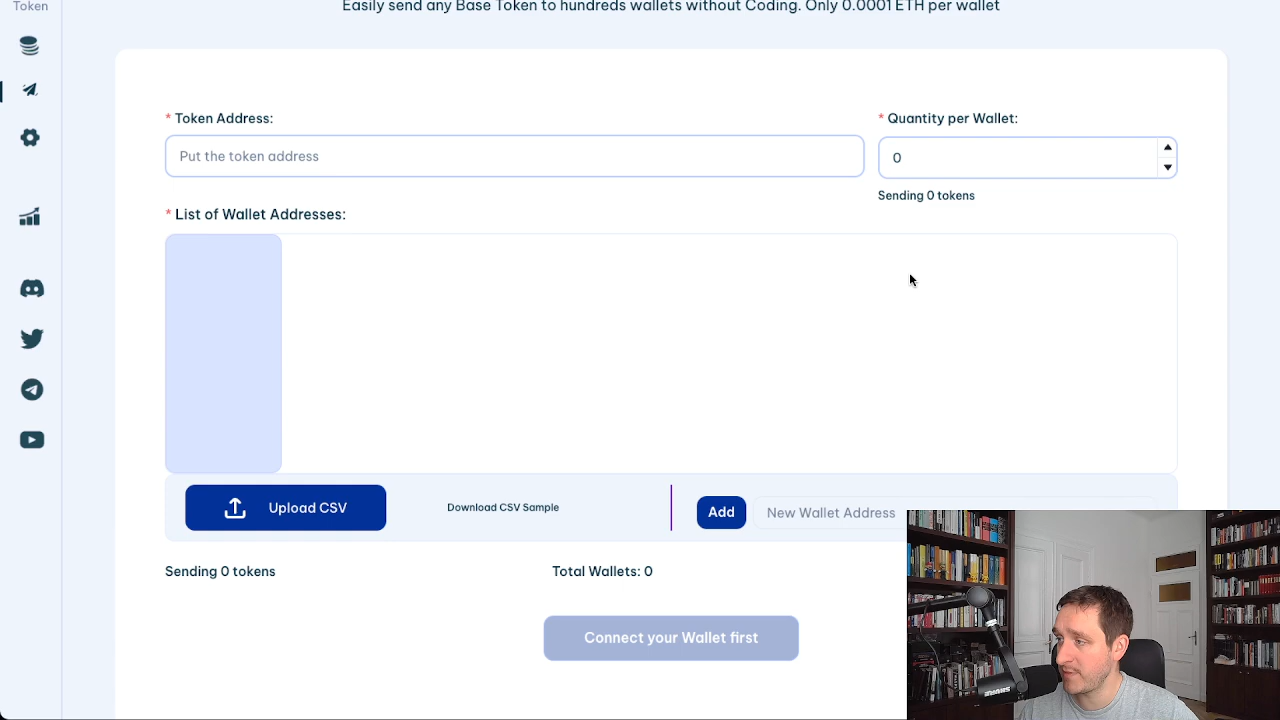 Token
Easily send any Base Token to hundreds wallets without Coding. Only 0.0001 ETH per wallet
* Token Address:
* Quantity per Wallet:
Put the token address
0
Sending 0 tokens
* List of Wallet Addresses:
Upload CSV
Download CSV Sample
Add
New Wallet Address
Sending 0 tokens
Total Wallets: 0
Connect your Wallet first